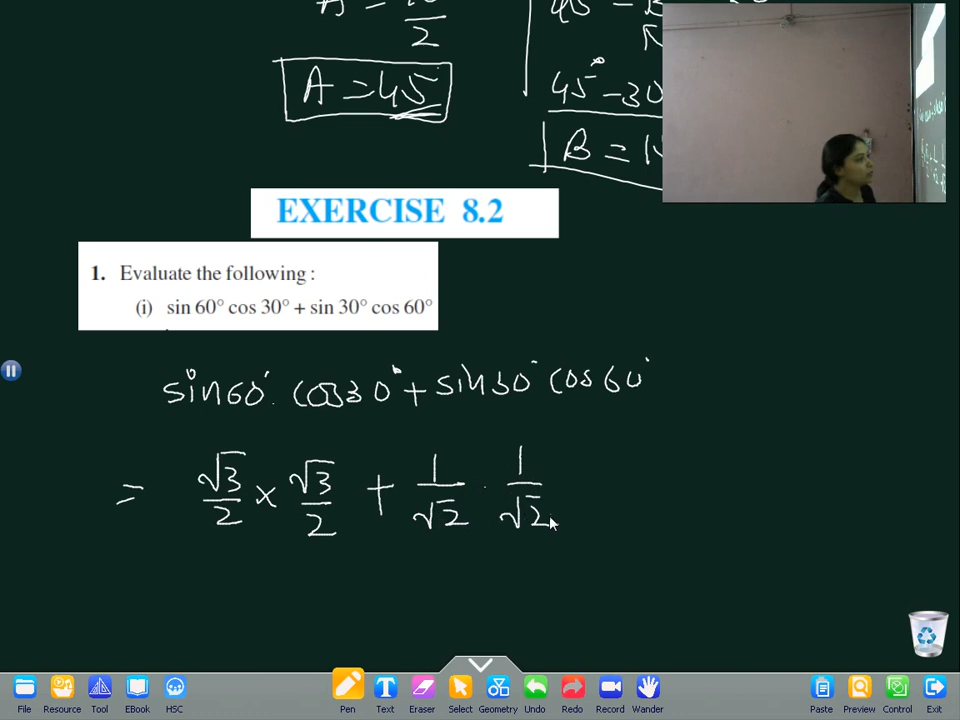 A = 
2
45 - B
A = 45°
45° - 30
B = 1
EXERCISE 8.2
1. Evaluate the following :
(i) sin 60° cos 30° + sin 30° cos 60°
sin60°. cos30° + sin30° cos60°
= √3/2 × √3/2 + 1/√2 · 1/√2
File Resource Tool EBook HSC Pen Text Eraser Select Geometry Undo Redo Record Wander Paste Preview Control Exit